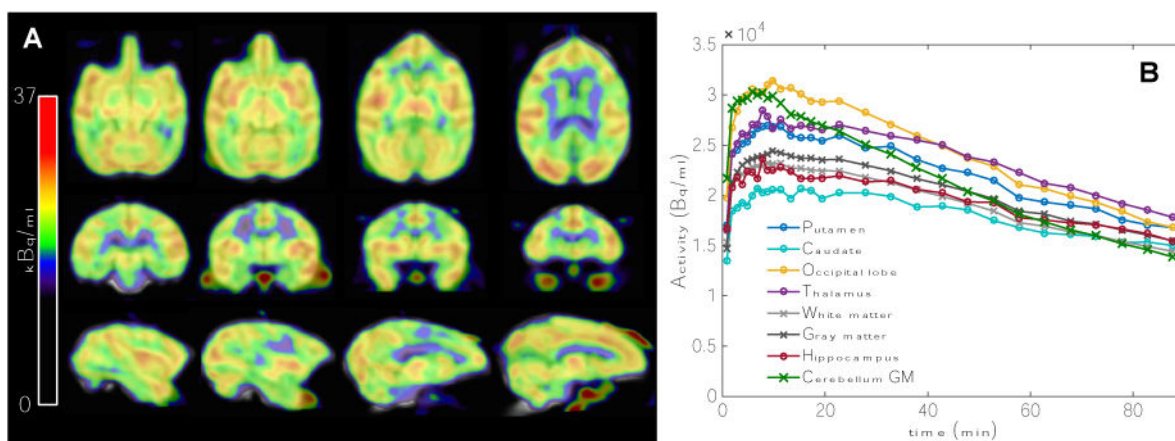 A
37
kBq/ml
0
B
× 10⁴
3.5
3
2.5
2
1.5
1
0.5
0
Activity (Bq/ml)
Putamen
Caudate
Occipital lobe
Thalamus
White matter
Gray matter
Hippocampus
Cerebellum GM
0 20 40 60 80
time (min)